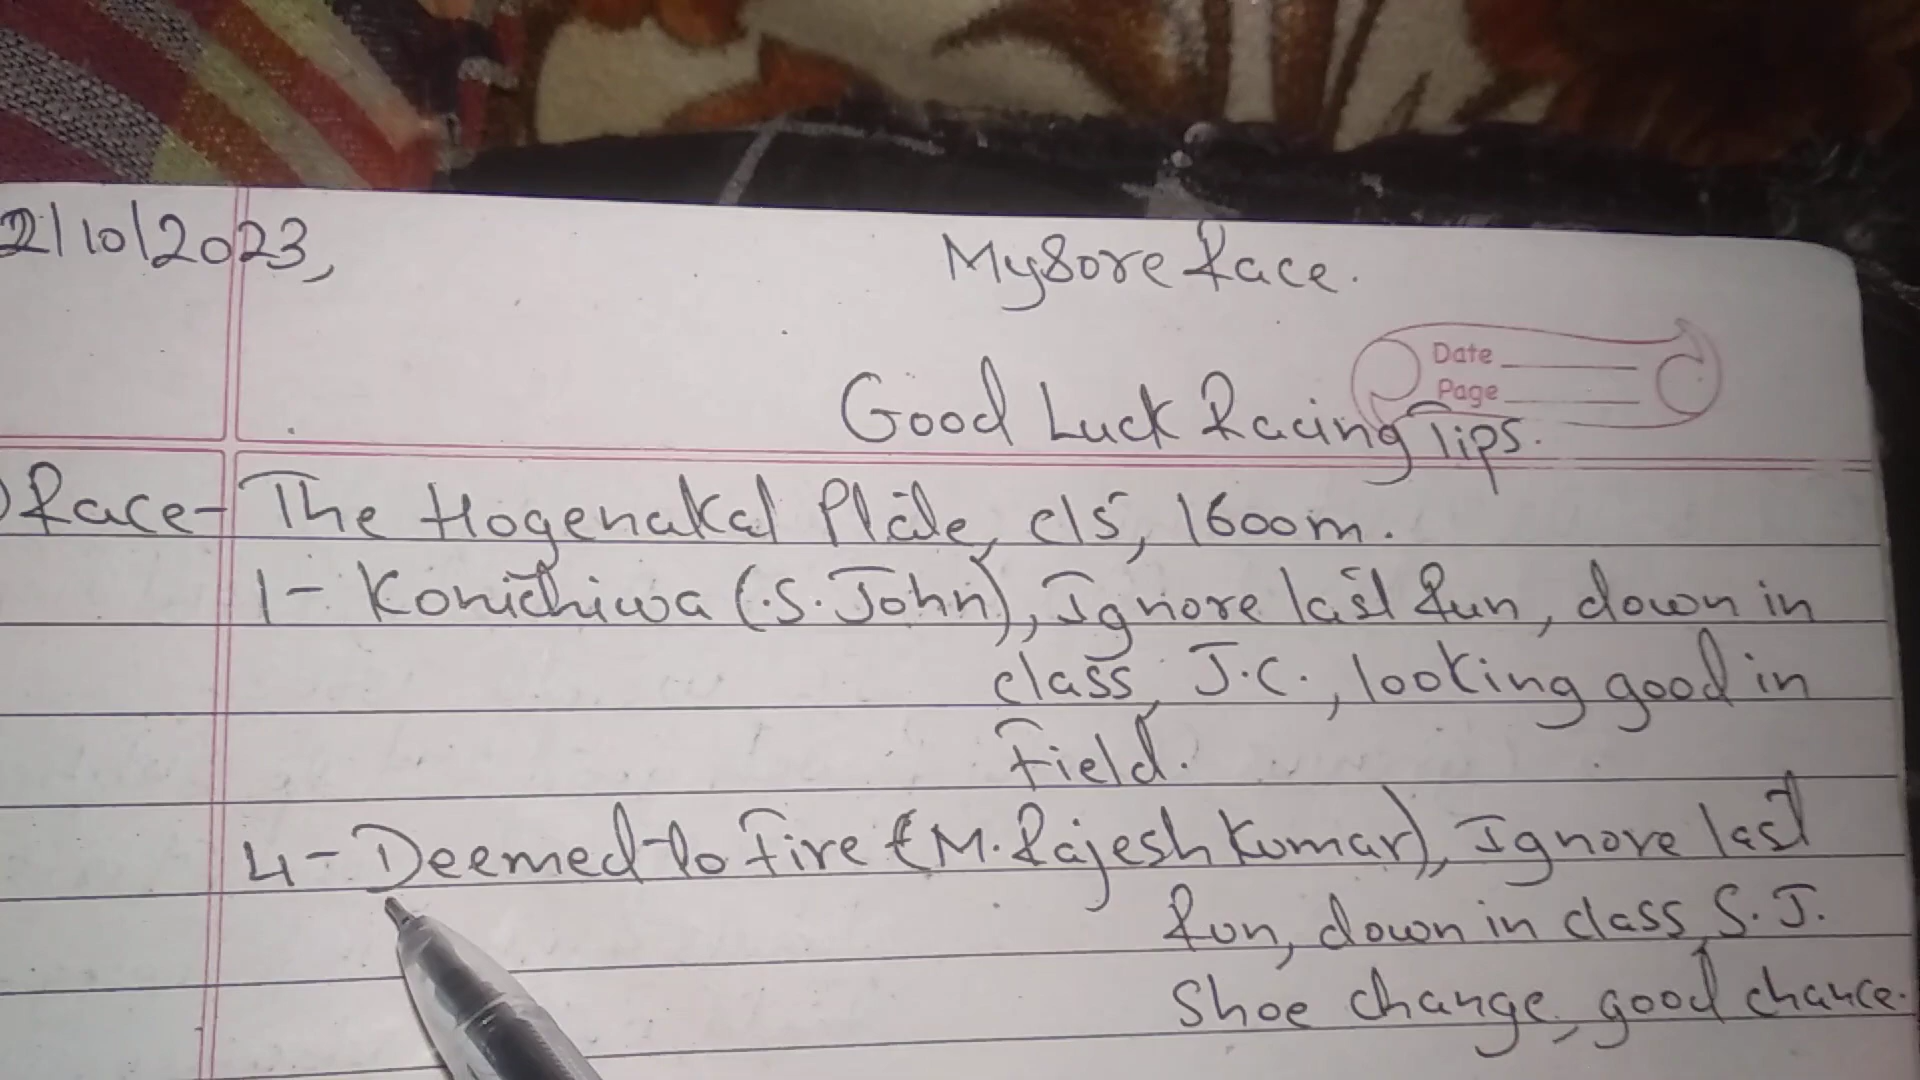 2/10/2023,
Mysore Race.
Date
Page
Good Luck Racing Tips.
) Race- The Hogenakal Plate, cl5, 1600m.
1- Konichiwa (.S. John), Ignore last Run, down in
class, J.C., looking good in
Field.
4- Deemed to Fire (M. Rajesh Kumar), Ignore last
Run, down in class, S.J.
Shoe change, good chance.